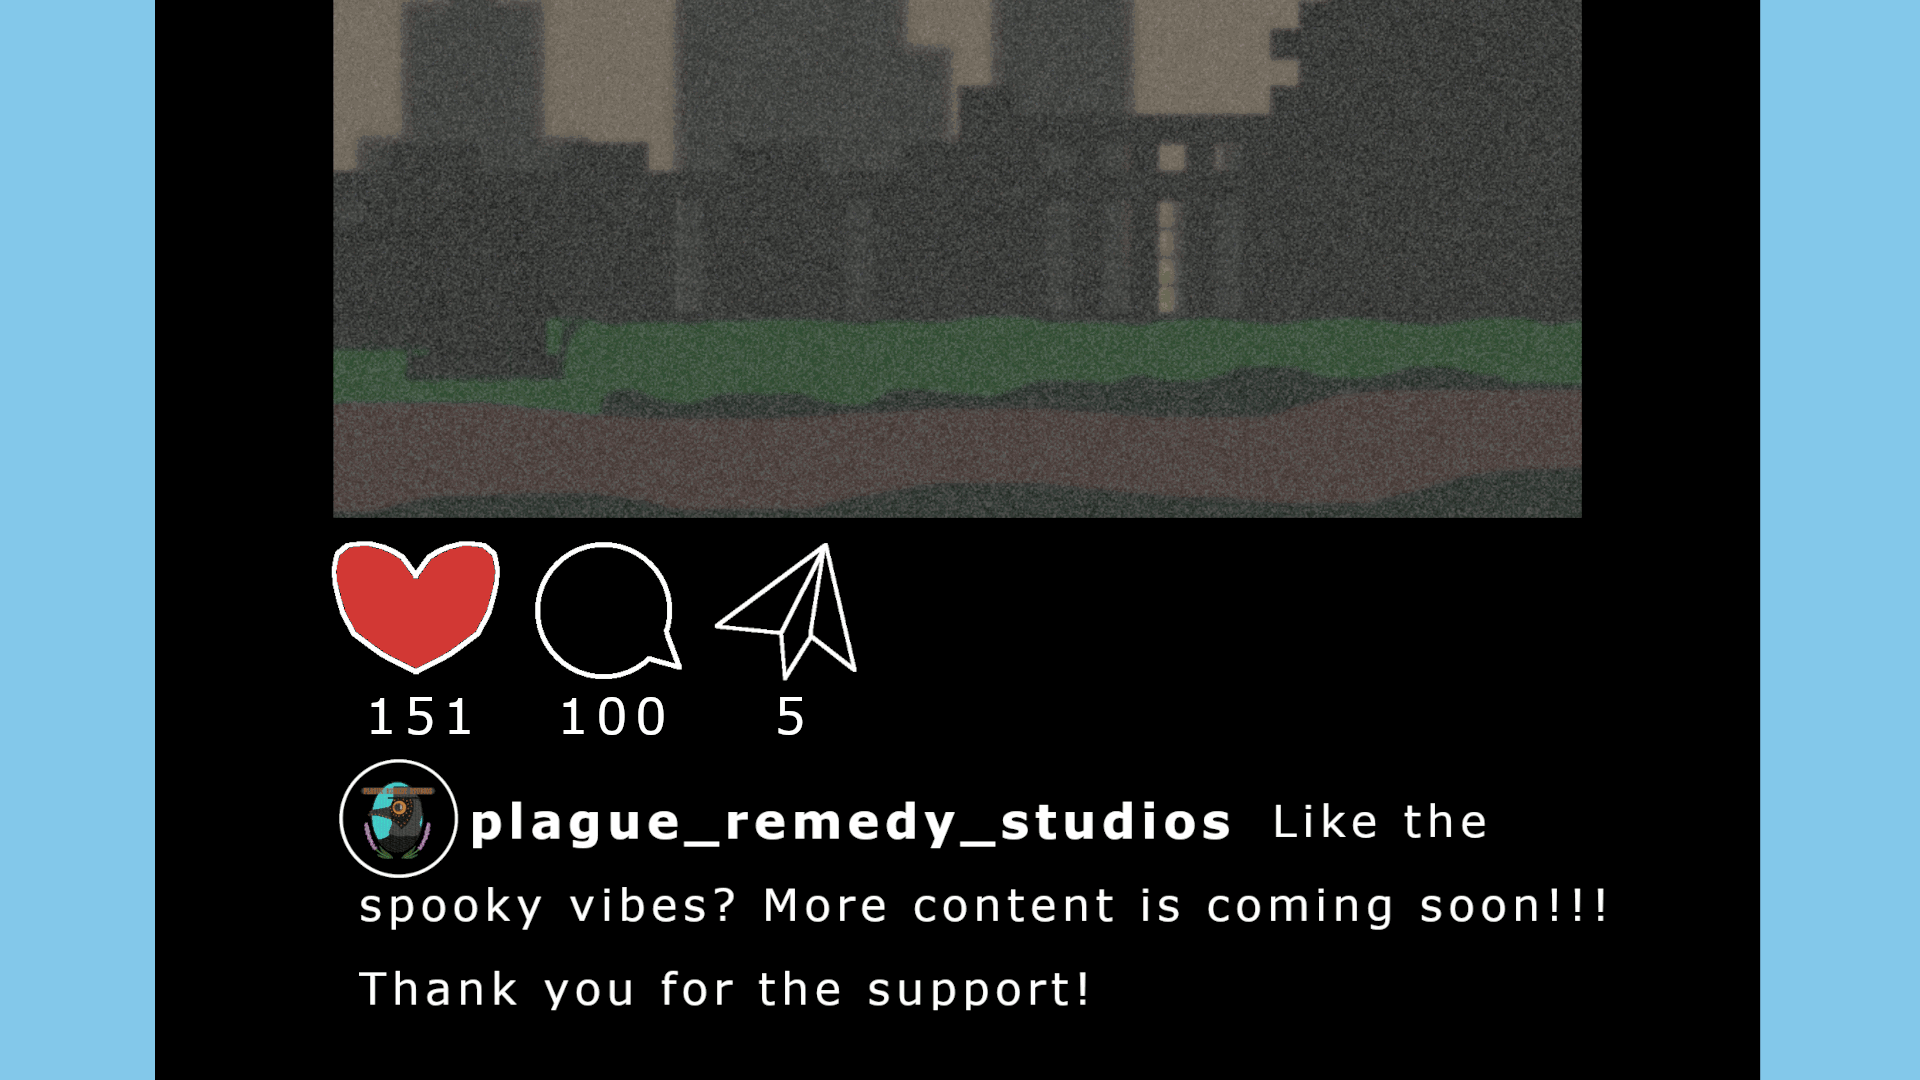 151 100 5
plague_remedy_studios Like the
spooky vibes? More content is coming soon!!!
Thank you for the support!